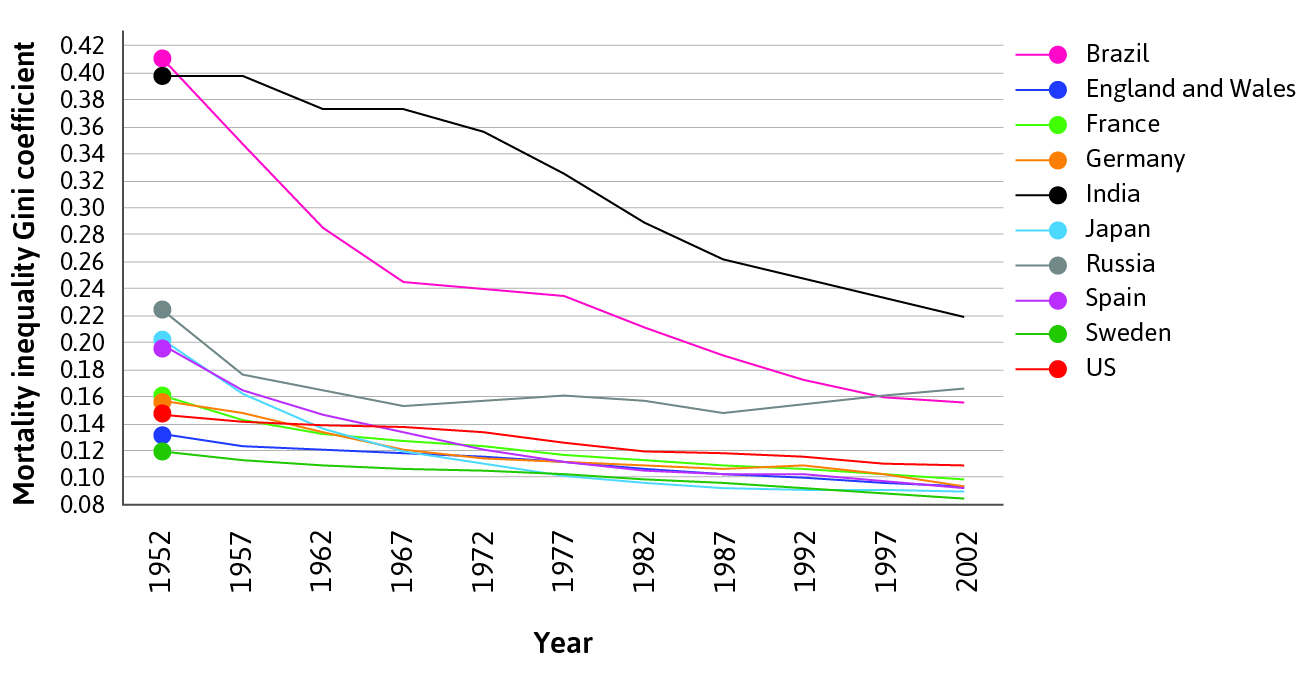 Mortality inequality Gini coefficient
0.42
0.40
0.38
0.36
0.34
0.32
0.30
0.28
0.26
0.24
0.22
0.20
0.18
0.16
0.14
0.12
0.10
0.08
1952
1957
1962
1967
1972
1977
1982
1987
1992
1997
2002
Year
Brazil
England and Wales
France
Germany
India
Japan
Russia
Spain
Sweden
US